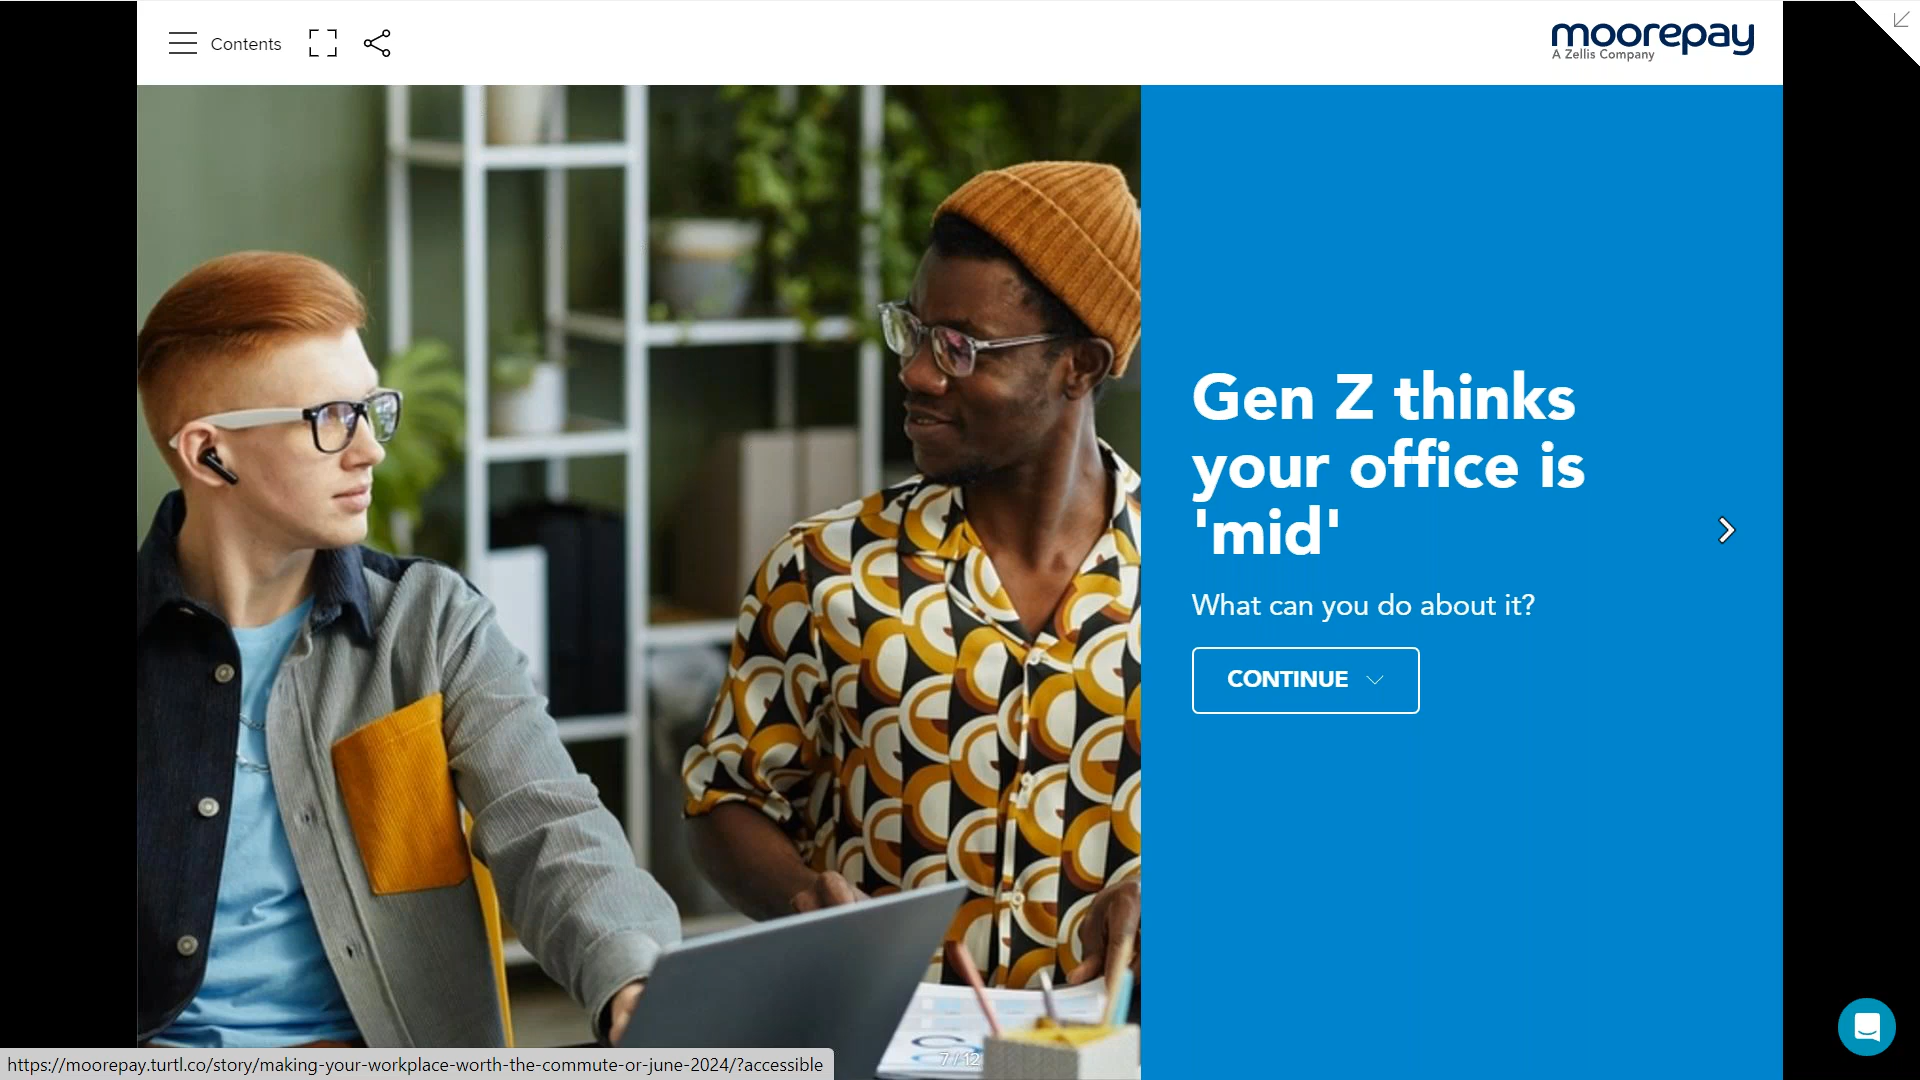 Contents
moorepay
A Zellis Company
Gen Z thinks
your office is
'mid'
What can you do about it?
CONTINUE
7 / 12
https://moorepay.turtl.co/story/making-your-workplace-worth-the-commute-or-june-2024/?accessible